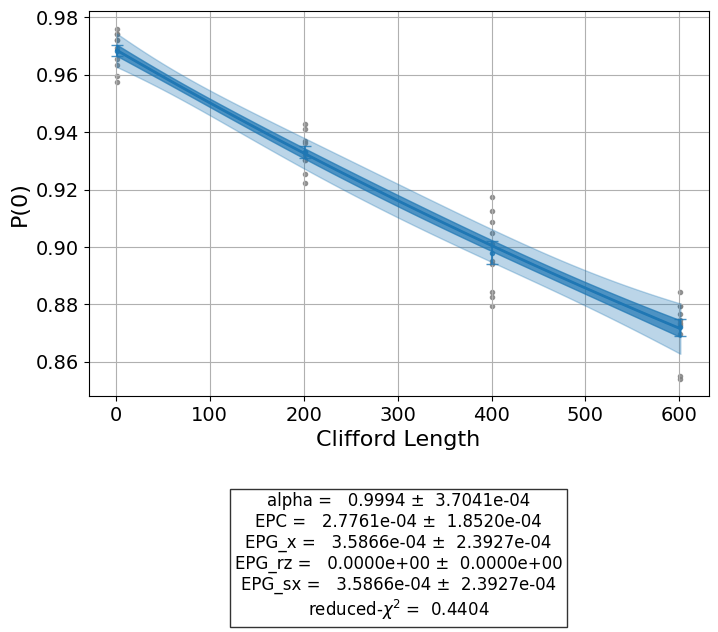 0.98
0.96
0.94
0.92
0.90
0.88
0.86
P(0)
0 100 200 300 400 500 600
Clifford Length
alpha = 0.9994 ± 3.7041e-04
EPC = 2.7761e-04 ± 1.8520e-04
EPG_x = 3.5866e-04 ± 2.3927e-04
EPG_rz = 0.0000e+00 ± 0.0000e+00
EPG_sx = 3.5866e-04 ± 2.3927e-04
reduced-χ² = 0.4404